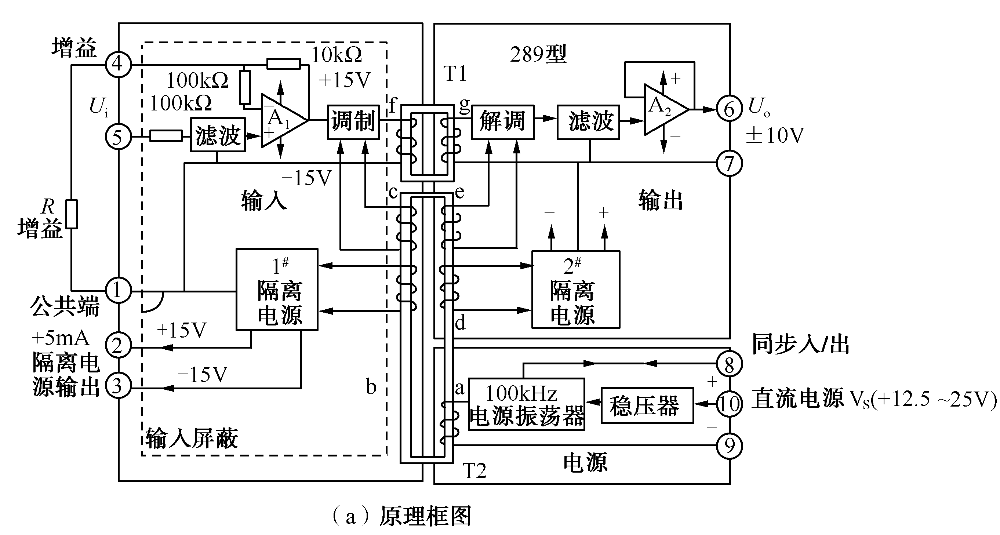 增益
④
10kΩ
+15V
100kΩ
100kΩ
U_i
⑤
滤波
−
A₁
+
调制
f
−15V
输入
c
R
增益
1#
隔离
电源
①
公共端
+15V
+5mA
②
隔离电
源输出
③
−15V
b
输入屏蔽
T1
289型
g
解调
滤波
+
A₂
−
⑥
U_o
±10V
⑦
e
输出
−
+
2#
隔离
电源
d
同步入/出
⑧
a
100kHz
电源振荡器
稳压器
+
⑩
直流电源 V_S(+12.5 ~25V)
−
⑨
电源
T2
（a）原理框图